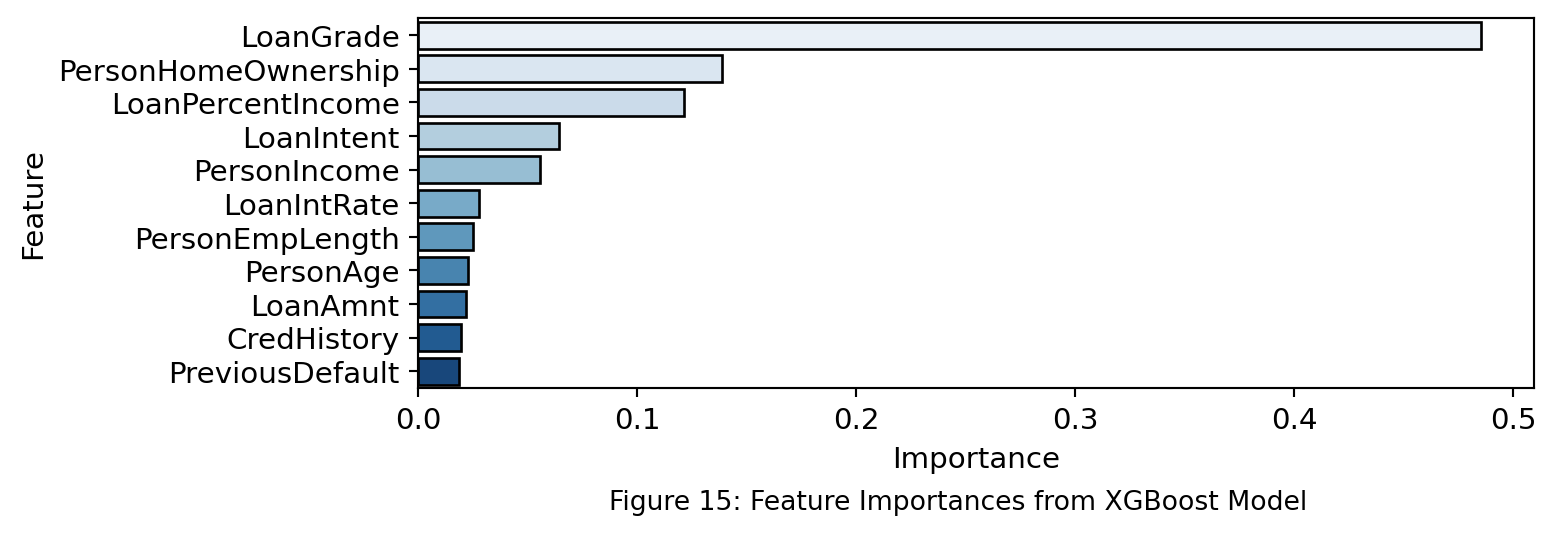 LoanGrade
PersonHomeOwnership
LoanPercentIncome
LoanIntent
PersonIncome
LoanIntRate
PersonEmpLength
PersonAge
LoanAmnt
CredHistory
PreviousDefault
Feature
0.0 0.1 0.2 0.3 0.4 0.5
Importance
Figure 15: Feature Importances from XGBoost Model